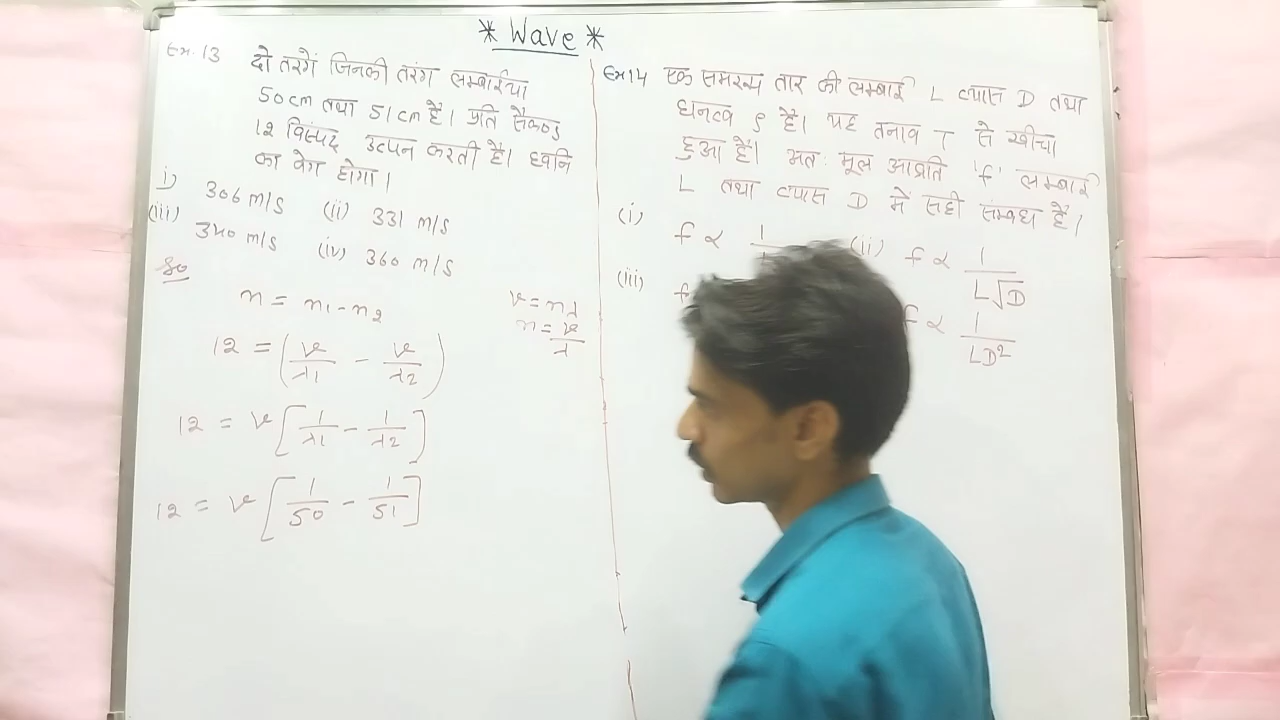 * Wave *
Ex. 13 दो तरंगें जिनकी तरंग लम्बाईयां
50 cm तथा 51 cm हैं। प्रति सैकण्ड
12 विस्पंद उत्पन करती हैं। ध्वनि
का वेग होगा।
i) 306 m/s (ii) 331 m/s
(iii) 340 m/s (iv) 360 m/s
So
n = n1 - n2
v = nλ
n = v/λ
12 = (v/λ1 - v/λ2)
12 = v[1/λ1 - 1/λ2]
12 = v[1/50 - 1/51]
Ex 14 एक समरूप तार की लम्बाई L व्यास D तथा
घनत्व ρ हैं। यह तनाव T से खींचा
हुआ हैं। अत: मूल आव्रति 'f' लम्बाई
L तथा व्यास D में सही सम्बंध हैं।
(i) f ∝ 1/ (ii) f ∝ 1/L√D
(iii) f f ∝ 1/LD²